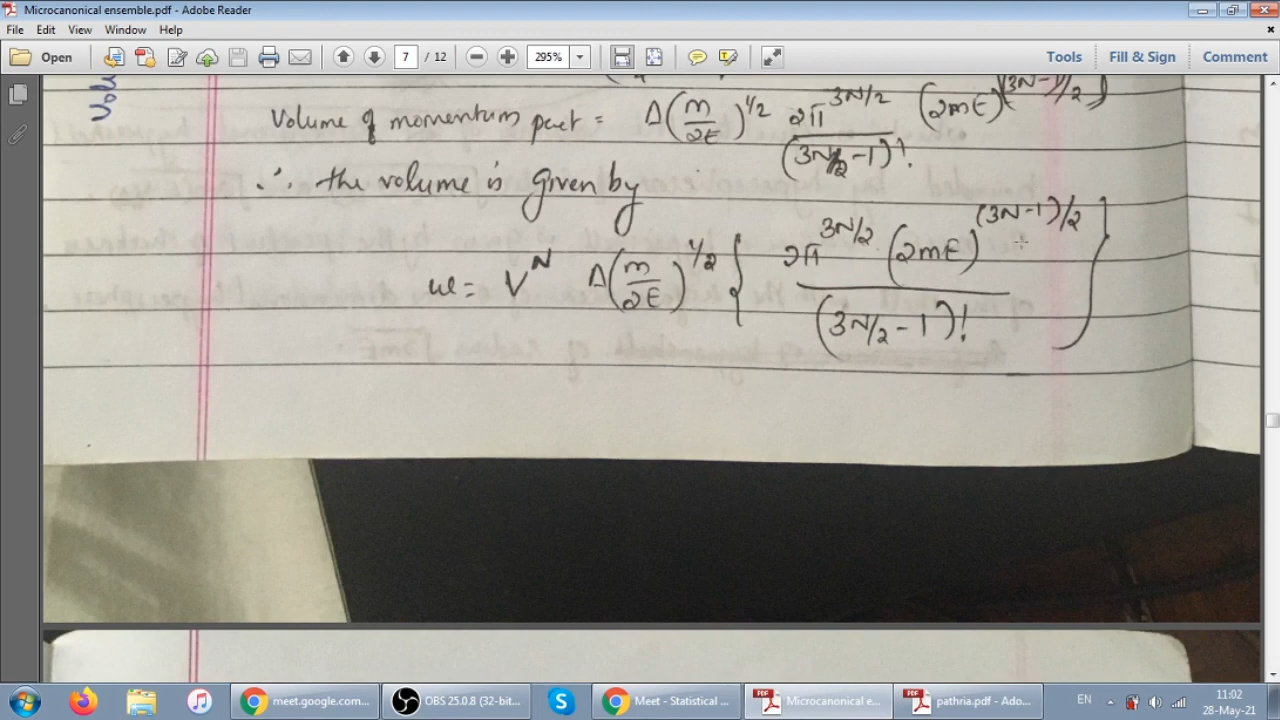 Microcanonical ensemble.pdf - Adobe Reader
File Edit View Window Help
Open 7 / 12 295% Tools Fill & Sign Comment
Volume of momentum part = Δ(m/2E)^1/2 2π^3N/2 / (3N/2 - 1)! (2mE)^(3N-1)/2 )
∴ the volume is given by
ω = V^N Δ(m/2E)^1/2 { 2π^3N/2 · (2mE)^(3N-1)/2 / (3N/2 - 1)! }
meet.google.com... OBS 25.0.8 (32-bit... Meet - Statistical ... Microcanonical e... pathria.pdf - Ado... EN 11:02
28-May-21